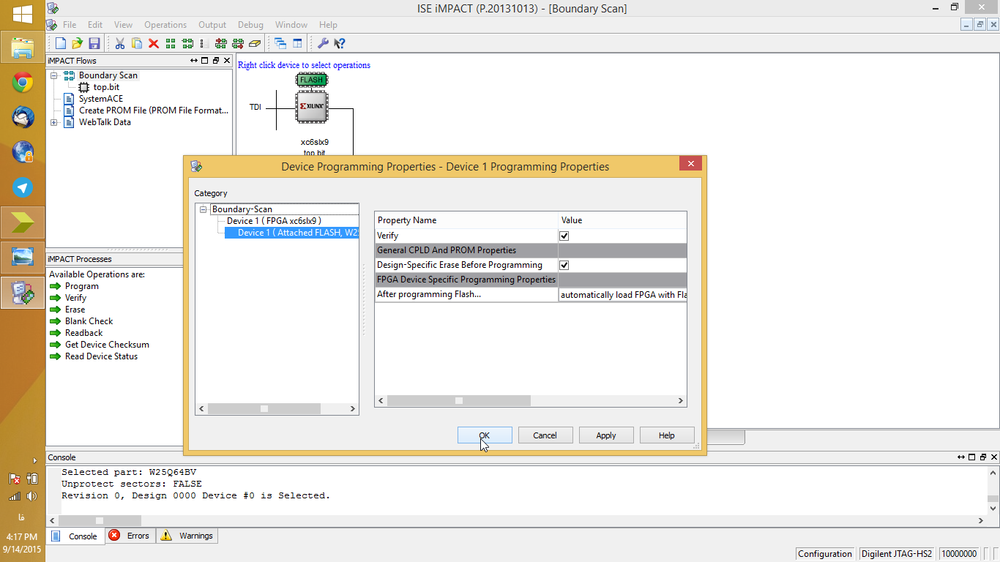 ISE iMPACT (P.20131013) - [Boundary Scan]
File Edit View Operations Output Debug Window Help
iMPACT Flows
Boundary Scan
top.bit
SystemACE
Create PROM File (PROM File Format...
WebTalk Data
Right click device to select operations
FLASH
TDI
XILINX
xc6slx9
top.bit
Device Programming Properties - Device 1 Programming Properties
Category
Boundary-Scan
Device 1 ( FPGA xc6slx9 )
Device 1 ( Attached FLASH, W25
Property Name Value
Verify
General CPLD And PROM Properties
Design-Specific Erase Before Programming
FPGA Device Specific Programming Properties
After programming Flash... automatically load FPGA with Fla
OK Cancel Apply Help
iMPACT Processes
Available Operations are:
Program
Verify
Erase
Blank Check
Readback
Get Device Checksum
Read Device Status
Console
Selected part: W25Q64BV
Unprotect sectors: FALSE
Revision 0, Design 0000 Device #0 is Selected.
Console Errors Warnings
Configuration Digilent JTAG-HS2 10000000
فا
4:17 PM
9/14/2015